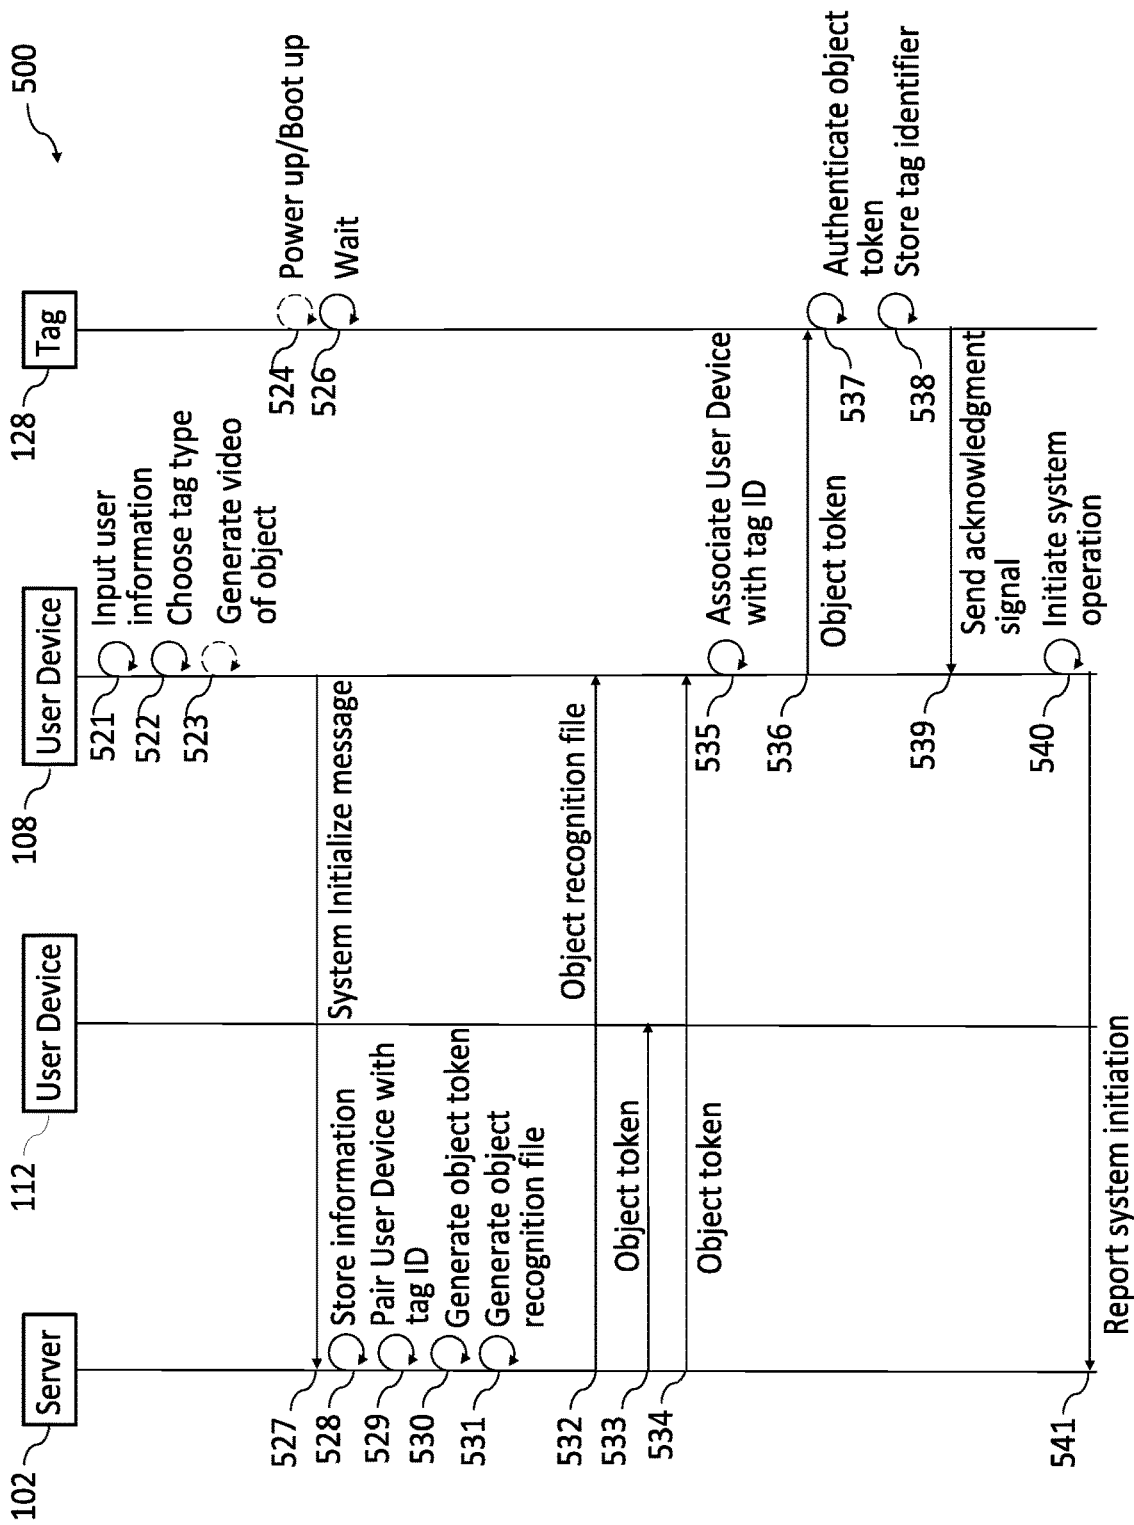 500
102
Server
112
User Device
108
User Device
128
Tag
521
Input user
information
522
Choose tag type
523
Generate video
of object
524
Power up/Boot up
526
Wait
527
System Initialize message
528
Store information
529
Pair User Device with
tag ID
530
Generate object token
531
Generate object
recognition file
532
Object recognition file
533
Object token
534
Object token
535
Associate User Device
with tag ID
536
Object token
537
Authenticate object
token
538
Store tag identifier
539
Send acknowledgment
signal
540
Initiate system
operation
541
Report system initiation